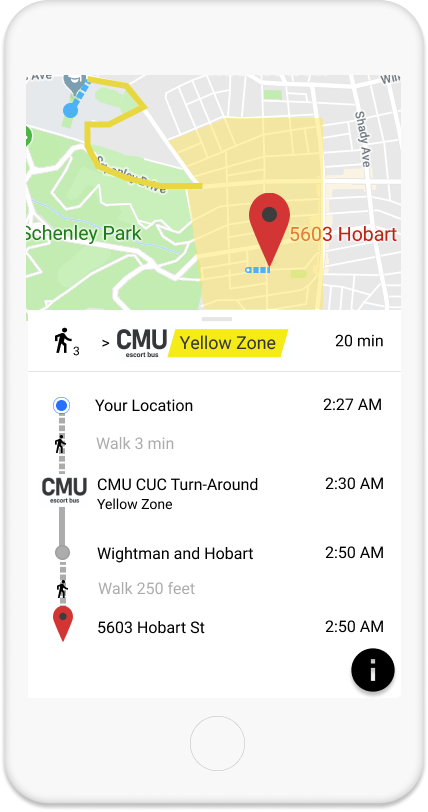 Ave
Wil
Shady Ave
Schenley Drive
Schenley Park
5603 Hobart
3
>
CMU
escort bus
Yellow Zone
20 min
Your Location
2:27 AM
Walk 3 min
CMU
escort bus
CMU CUC Turn-Around
2:30 AM
Yellow Zone
Wightman and Hobart
2:50 AM
Walk 250 feet
5603 Hobart St
2:50 AM
i